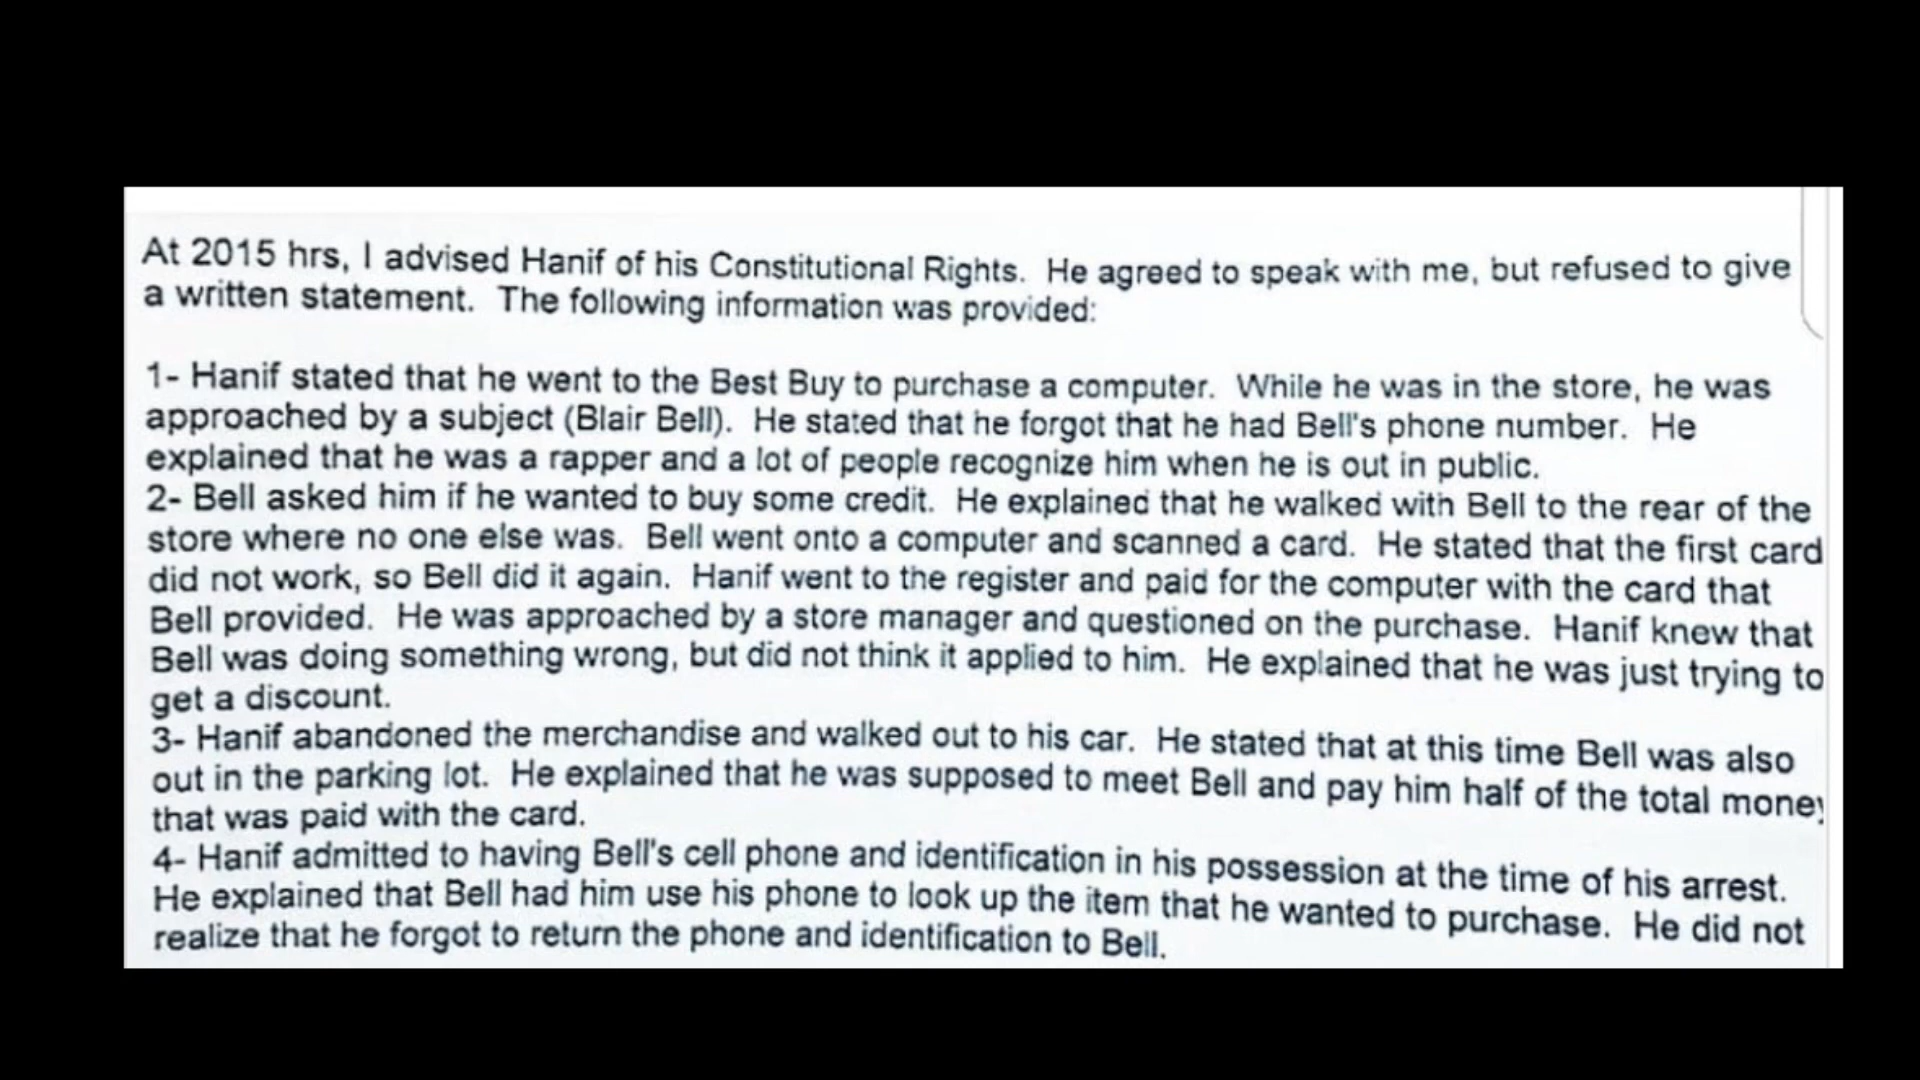 At 2015 hrs, I advised Hanif of his Constitutional Rights.  He agreed to speak with me, but refused to give
a written statement.  The following information was provided:
1- Hanif stated that he went to the Best Buy to purchase a computer.  While he was in the store, he was
approached by a subject (Blair Bell).  He stated that he forgot that he had Bell's phone number.  He
explained that he was a rapper and a lot of people recognize him when he is out in public.
2- Bell asked him if he wanted to buy some credit.  He explained that he walked with Bell to the rear of the
store where no one else was.  Bell went onto a computer and scanned a card.  He stated that the first card
did not work, so Bell did it again.  Hanif went to the register and paid for the computer with the card that
Bell provided.  He was approached by a store manager and questioned on the purchase.  Hanif knew that
Bell was doing something wrong, but did not think it applied to him.  He explained that he was just trying to
get a discount.
3- Hanif abandoned the merchandise and walked out to his car.  He stated that at this time Bell was also
out in the parking lot.  He explained that he was supposed to meet Bell and pay him half of the total money
that was paid with the card.
4- Hanif admitted to having Bell's cell phone and identification in his possession at the time of his arrest.
He explained that Bell had him use his phone to look up the item that he wanted to purchase.  He did not
realize that he forgot to return the phone and identification to Bell.